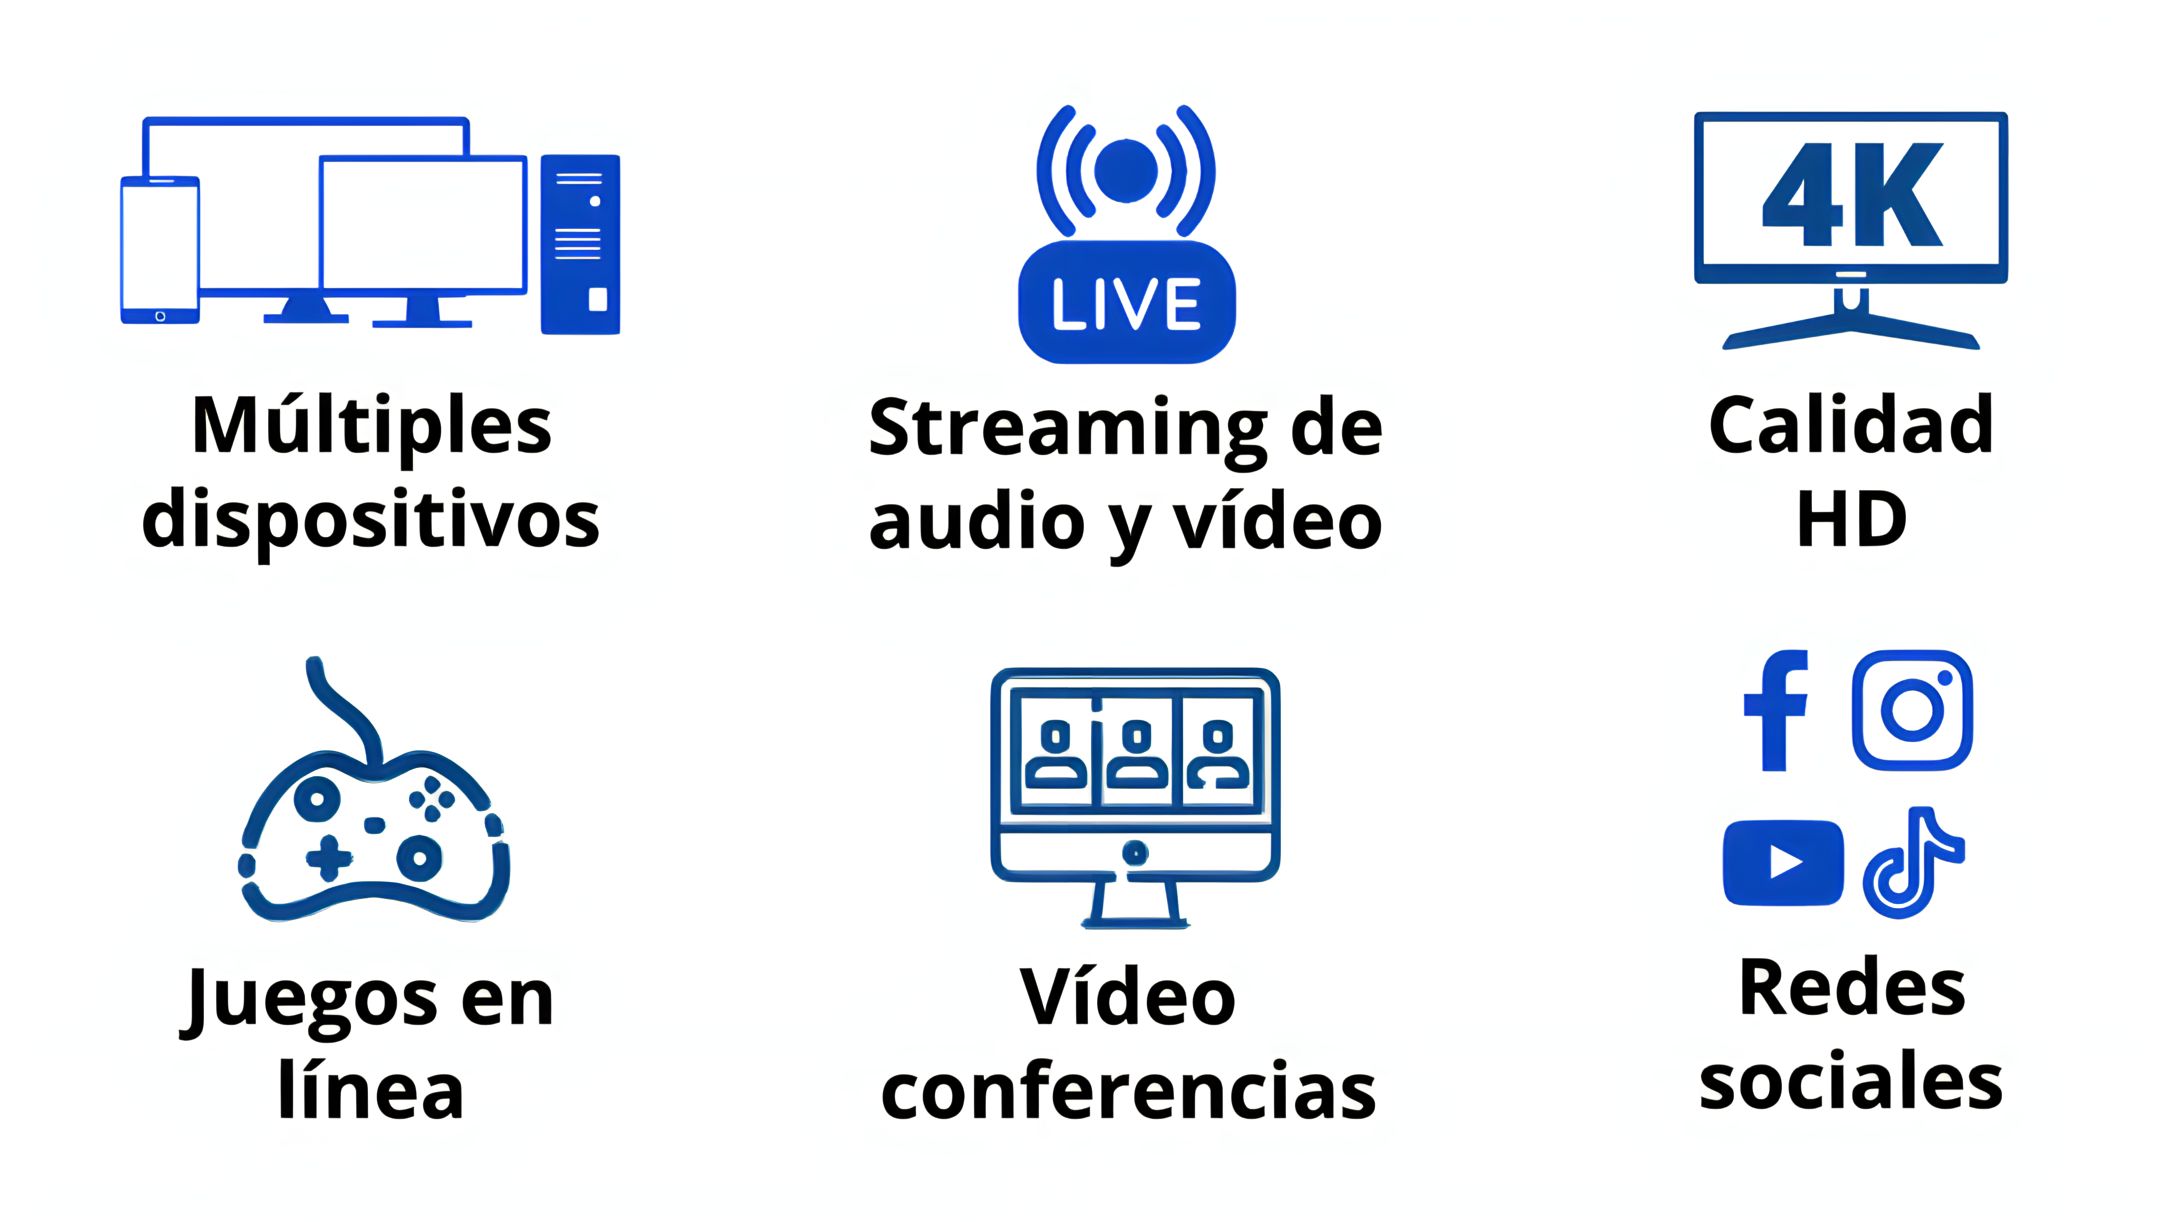 LIVE
4K
Múltiples
dispositivos
Streaming de
audio y vídeo
Calidad
HD
Juegos en
línea
Vídeo
conferencias
Redes
sociales